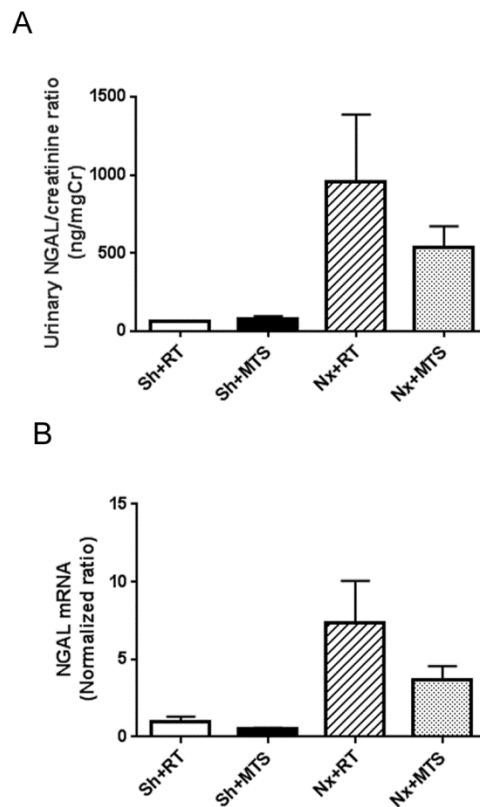 A
Urinary NGAL/creatinine ratio
(ng/mgCr)
1500
1000
500
0
Sh+RT
Sh+MTS
Nx+RT
Nx+MTS
B
NGAL mRNA
(Normalized ratio)
15
10
5
0
Sh+RT
Sh+MTS
Nx+RT
Nx+MTS